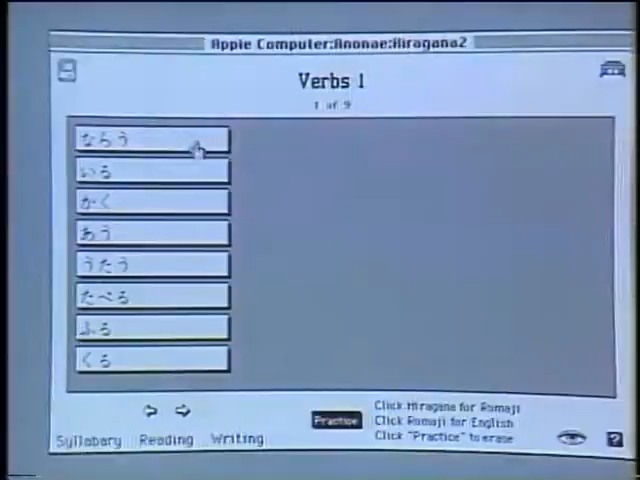 Apple Computer:Anonae:Hiragana2
Verbs 1
1 of 9
ならう
いる
かく
あう
うたう
たべる
ふる
くる
Practice
Click Hiragana for Romaji
Click Romaji for English
Click "Practice" to erase
Syllabary Reading Writing
?